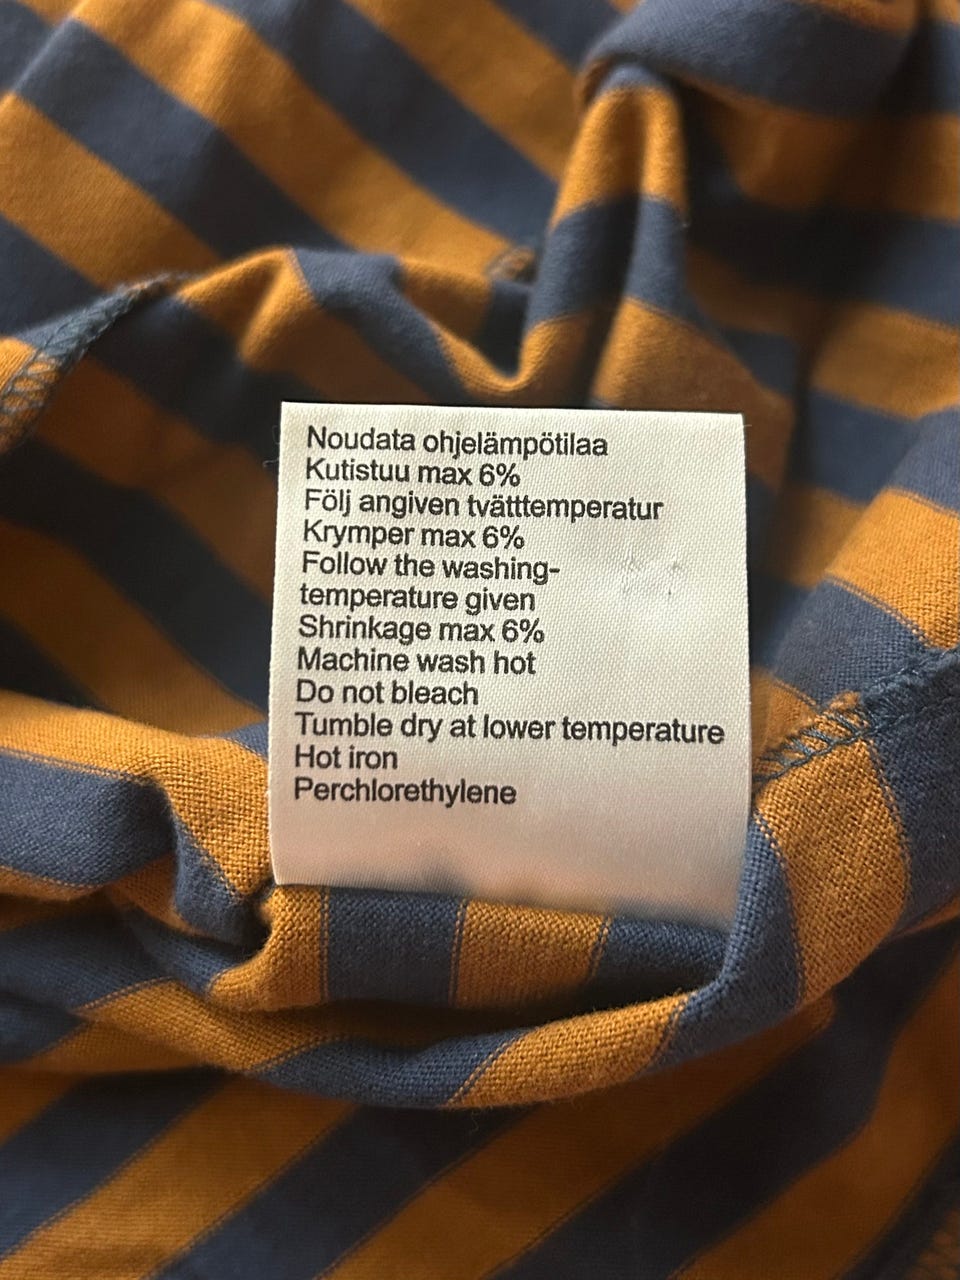 Noudata ohjelämpötilaa
Kutistuu max 6%
Följ angiven tvätttemperatur
Krymper max 6%
Follow the washing-
temperature given
Shrinkage max 6%
Machine wash hot
Do not bleach
Tumble dry at lower temperature
Hot iron
Perchlorethylene